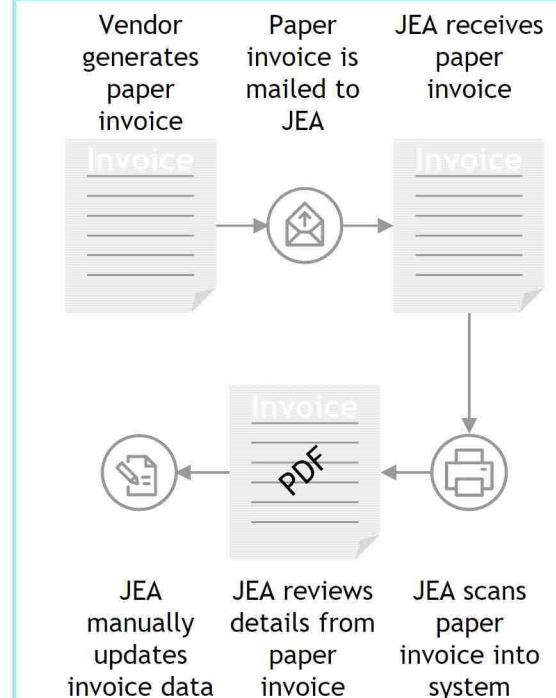 Vendor
generates
paper
invoice
Paper
invoice is
mailed to
JEA
JEA receives
paper
invoice
Invoice
Invoice
Invoice
PDF
JEA
manually
updates
invoice data
JEA reviews
details from
paper
invoice
JEA scans
paper
invoice into
system